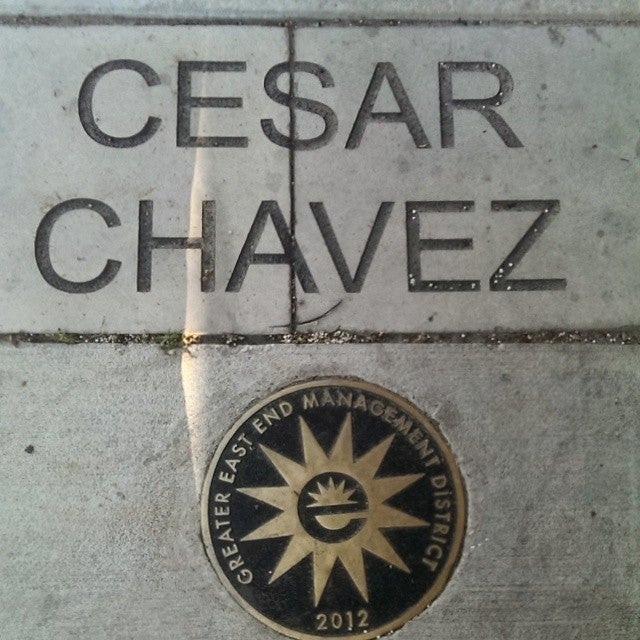 CESAR
CHAVEZ
GREATER EAST END MANAGEMENT DISTRICT
2012